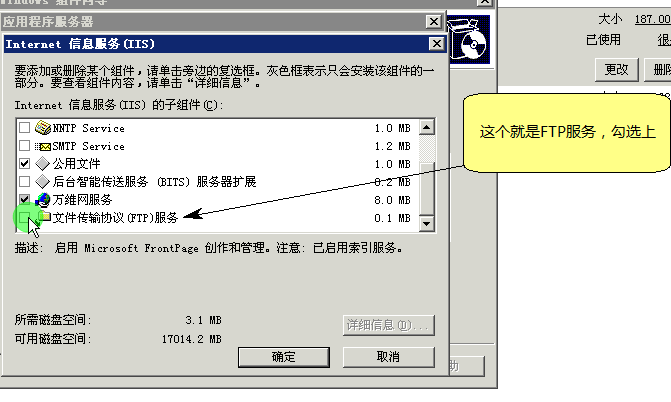 Windows 组件向导
应用程序服务器
Internet 信息服务(IIS)
要添加或删除某个组件，请单击旁边的复选框。灰色框表示只会安装该组件的一
部分。要查看组件内容，请单击“详细信息”。
Internet 信息服务(IIS) 的子组件(C):
NNTP Service 1.0 MB
SMTP Service 1.2 MB
公用文件 1.0 MB
后台智能传送服务 (BITS) 服务器扩展 0.2 MB
万维网服务 8.0 MB
文件传输协议(FTP)服务 0.1 MB
描述: 启用 Microsoft FrontPage 创作和管理。注意: 已启用索引服务。
所需磁盘空间: 3.1 MB
可用磁盘空间: 17014.2 MB
详细信息(D)...
确定 取消
助
大小 187.00
已使用
更改 删
这个就是FTP服务，勾选上